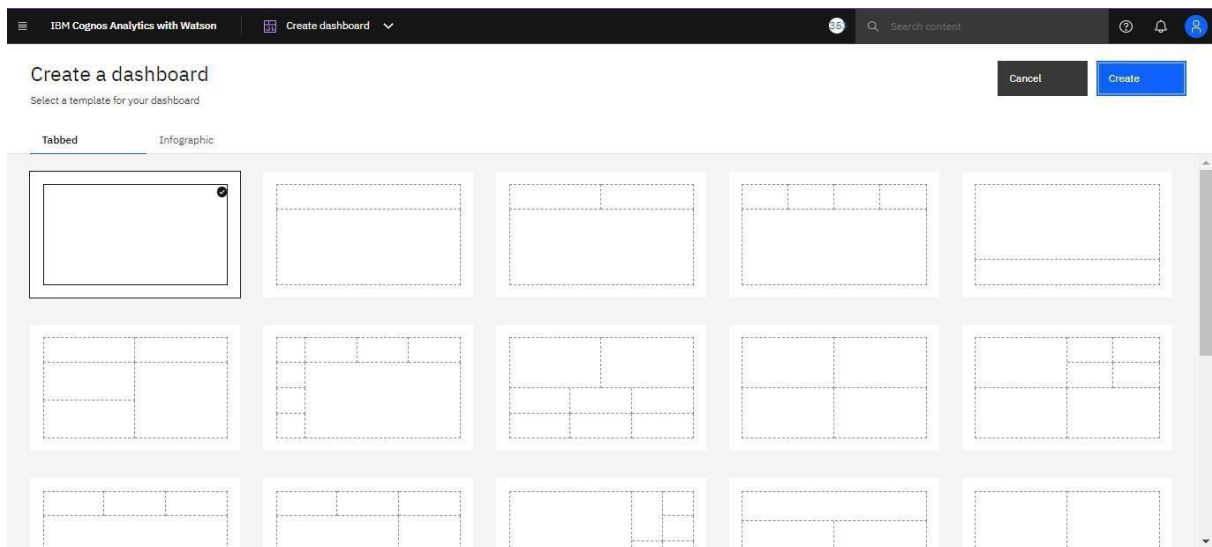 IBM Cognos Analytics with Watson
Create dashboard
Search content
Create a dashboard
Select a template for your dashboard
Cancel
Create
Tabbed
Infographic